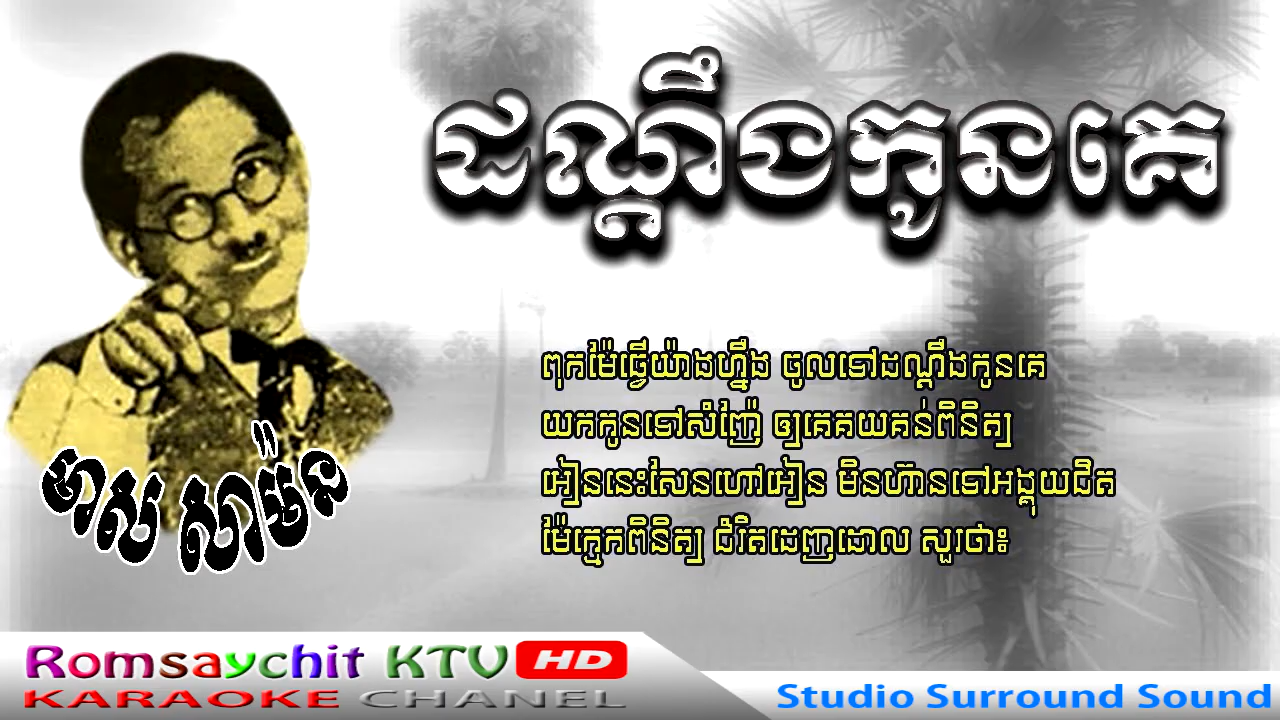 ដណ្ដឹងកូនគេ
ពុកម៉ែធ្វើយ៉ាងហ្នឹង ចូលទៅដណ្ដឹងកូនគេ
យកកូនទៅសំញ៉ែ ឲ្យគេគយគន់ពិនិត្យ
អៀននេះសែនហៅអៀន មិនហ៊ានទៅអង្គុយជិត
ម៉ែក្មេកពិនិត្យ ជំរិតដេញដោល សួរថា៖
មាស សាម៉ន
Romsaychit KTV HD
KARAOKE CHANEL
Studio Surround Sound